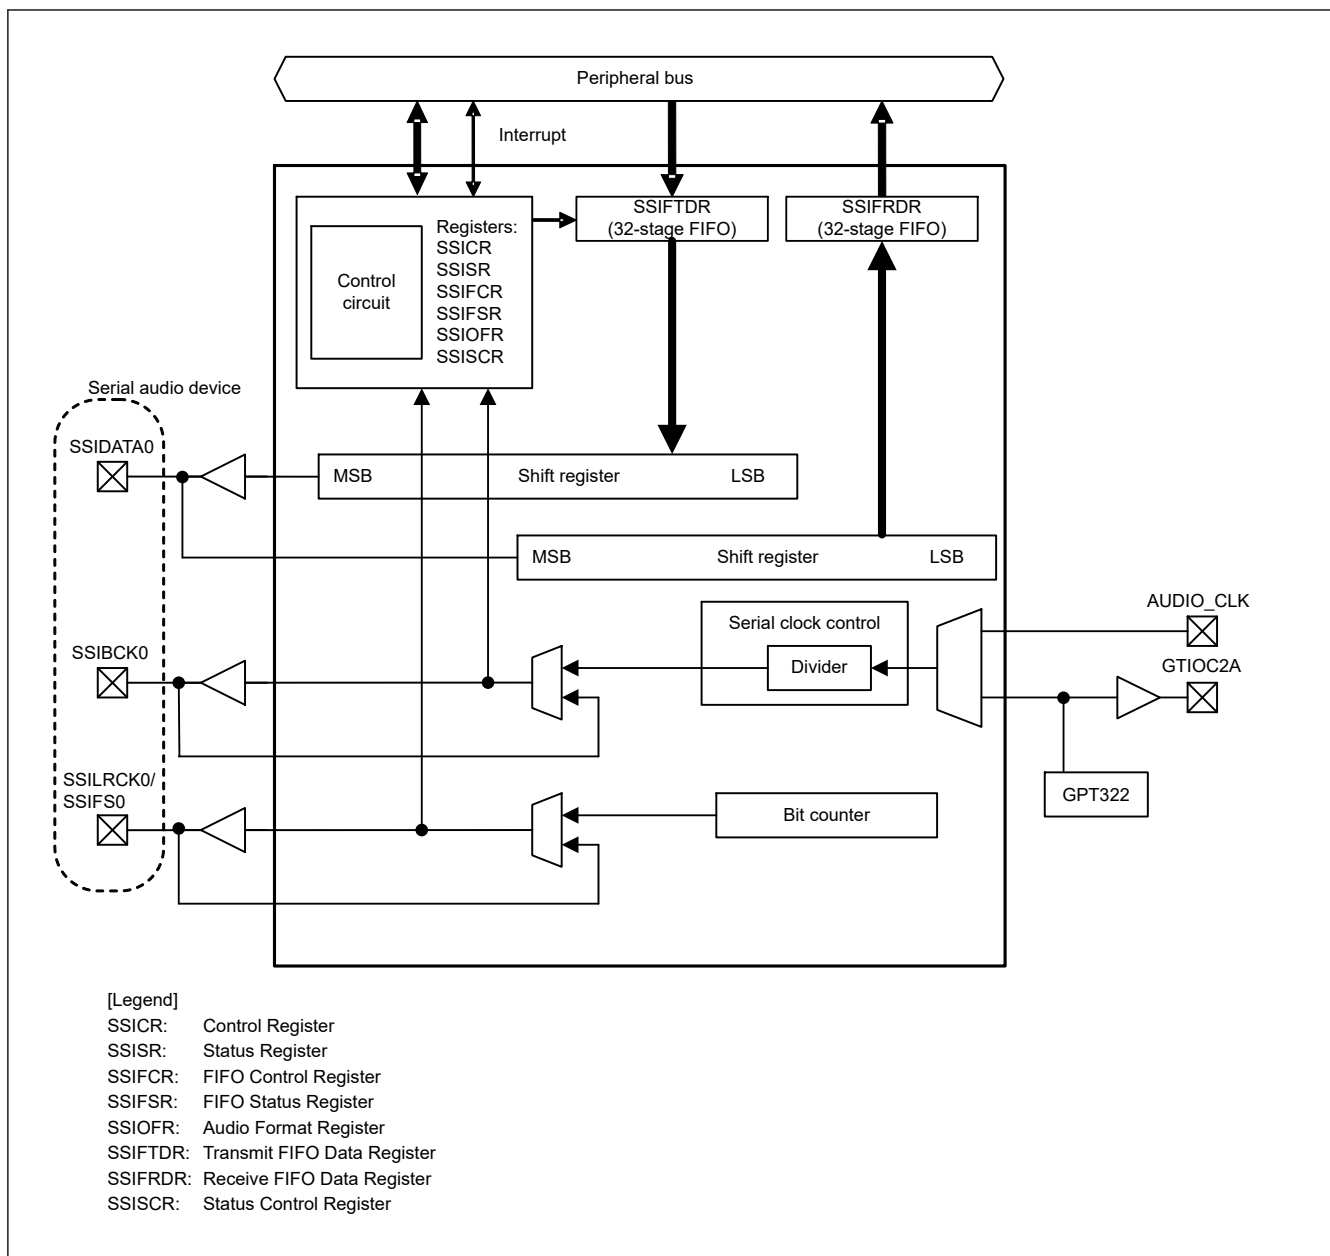 Peripheral bus
Interrupt
SSIFTDR
(32-stage FIFO)
SSIFRDR
(32-stage FIFO)
Control
circuit
Registers:
SSICR
SSISR
SSIFCR
SSIFSR
SSIOFR
SSISCR
Serial audio device
SSIDATA0
MSB Shift register LSB
MSB Shift register LSB
AUDIO_CLK
Serial clock control
Divider
SSIBCK0
GTIOC2A
SSILRCK0/
SSIFS0
GPT322
Bit counter
[Legend]
SSICR: Control Register
SSISR: Status Register
SSIFCR: FIFO Control Register
SSIFSR: FIFO Status Register
SSIOFR: Audio Format Register
SSIFTDR: Transmit FIFO Data Register
SSIFRDR: Receive FIFO Data Register
SSISCR: Status Control Register